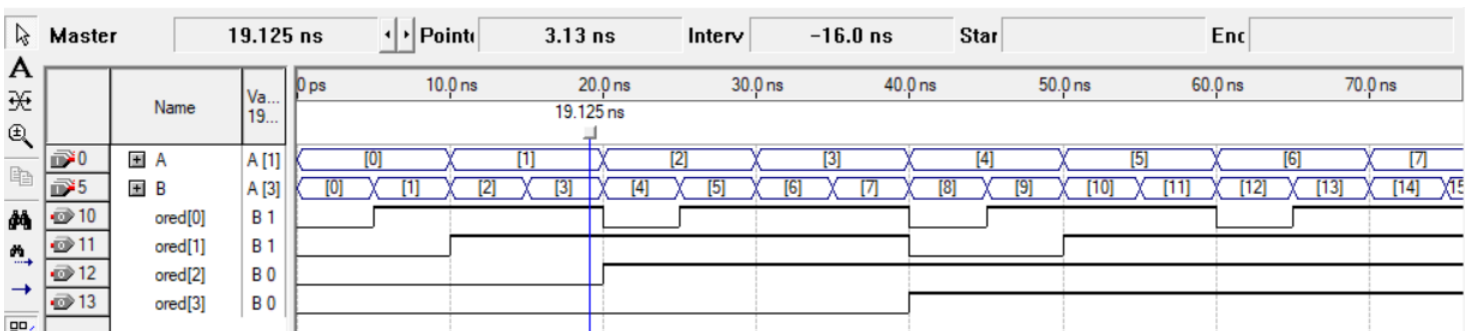 Master 19.125 ns Pointe 3.13 ns Interv -16.0 ns Star Enc
A
Name Va... 19...
0 ps 10.0 ns 20.0 ns 30.0 ns 40.0 ns 50.0 ns 60.0 ns 70.0 ns
19.125 ns
0 A A [1] [0] [1] [2] [3] [4] [5] [6] [7]
5 B A [3] [0] [1] [2] [3] [4] [5] [6] [7] [8] [9] [10] [11] [12] [13] [14] [15
10 ored[0] B 1
11 ored[1] B 1
12 ored[2] B 0
13 ored[3] B 0